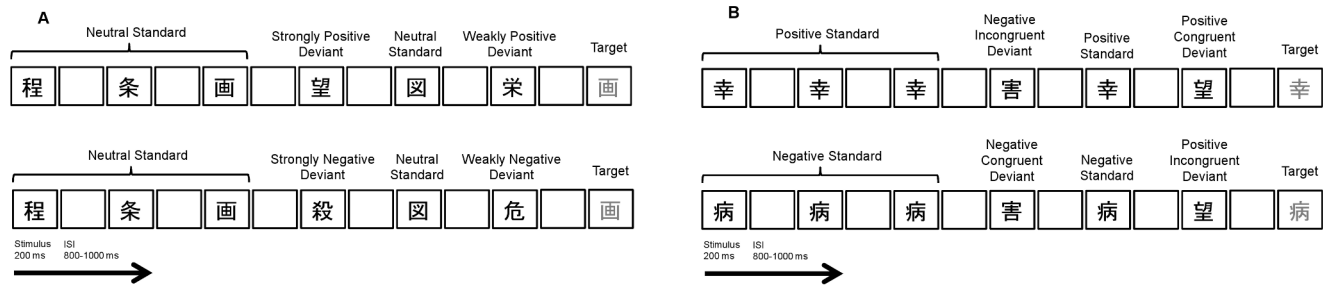 A
Neutral Standard
Strongly Positive
Deviant
Neutral
Standard
Weakly Positive
Deviant
Target
程 条 画 望 図 栄 画
Neutral Standard
Strongly Negative
Deviant
Neutral
Standard
Weakly Negative
Deviant
Target
程 条 画 殺 図 危 画
Stimulus
200 ms
ISI
800-1000 ms
B
Positive Standard
Negative
Incongruent
Deviant
Positive
Standard
Positive
Congruent
Deviant
Target
幸 幸 幸 害 幸 望 幸
Negative Standard
Negative
Congruent
Deviant
Negative
Standard
Positive
Incongruent
Deviant
Target
病 病 病 害 病 望 病
Stimulus
200 ms
ISI
800-1000 ms